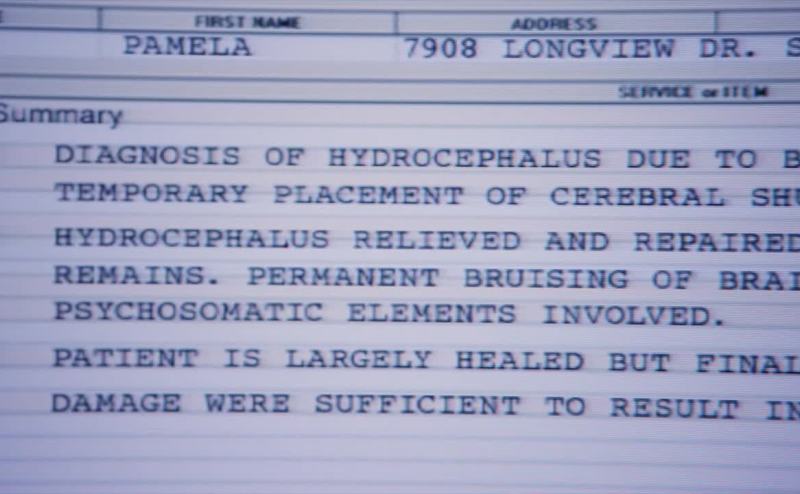 FIRST NAME ADDRESS
PAMELA 7908 LONGVIEW DR.
SERVICE or ITEM
Summary
DIAGNOSIS OF HYDROCEPHALUS DUE TO
TEMPORARY PLACEMENT OF CEREBRAL
HYDROCEPHALUS RELIEVED AND REPAIRED
REMAINS. PERMANENT BRUISING OF
PSYCHOSOMATIC ELEMENTS INVOLVED.
PATIENT IS LARGELY HEALED BUT
DAMAGE WERE SUFFICIENT TO RESULT IN